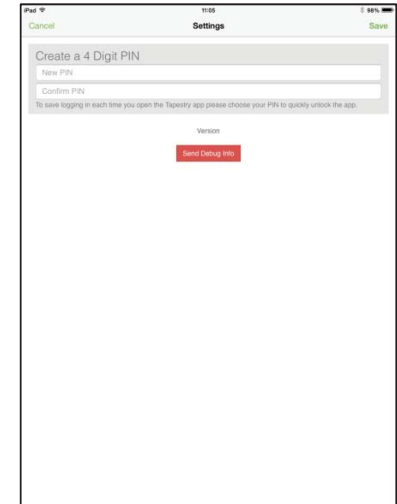 iPad 11:05 98%
Cancel Settings Save
Create a 4 Digit PIN
New PIN
Confirm PIN
To save logging in each time you open the Tapestry app please choose your PIN to quickly unlock the app.
Version
Send Debug Info